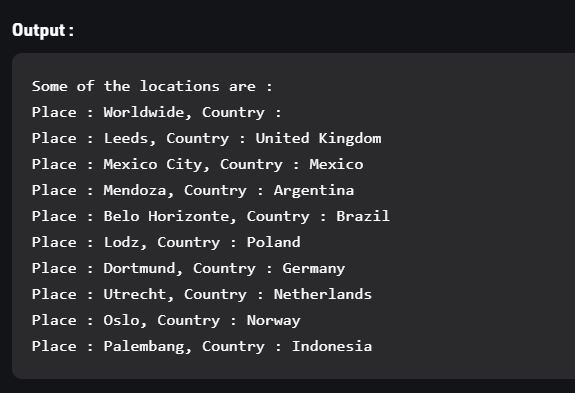 Output :
Some of the locations are :
Place : Worldwide, Country :
Place : Leeds, Country : United Kingdom
Place : Mexico City, Country : Mexico
Place : Mendoza, Country : Argentina
Place : Belo Horizonte, Country : Brazil
Place : Lodz, Country : Poland
Place : Dortmund, Country : Germany
Place : Utrecht, Country : Netherlands
Place : Oslo, Country : Norway
Place : Palembang, Country : Indonesia